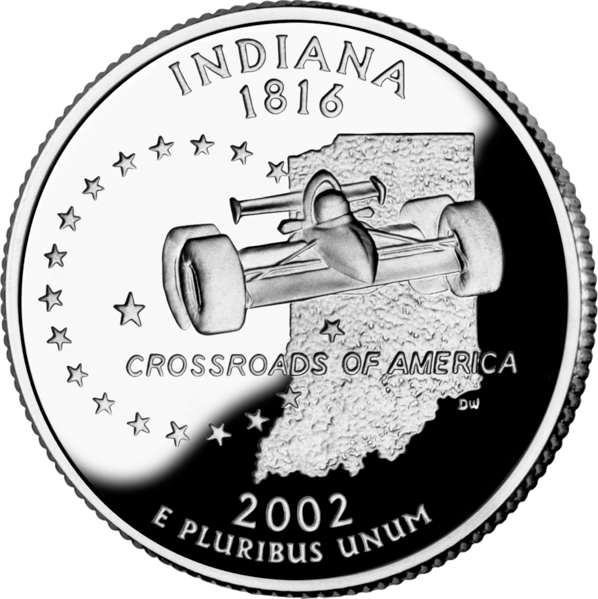 INDIANA
1816
CROSSROADS OF AMERICA
DW
2002
E PLURIBUS UNUM